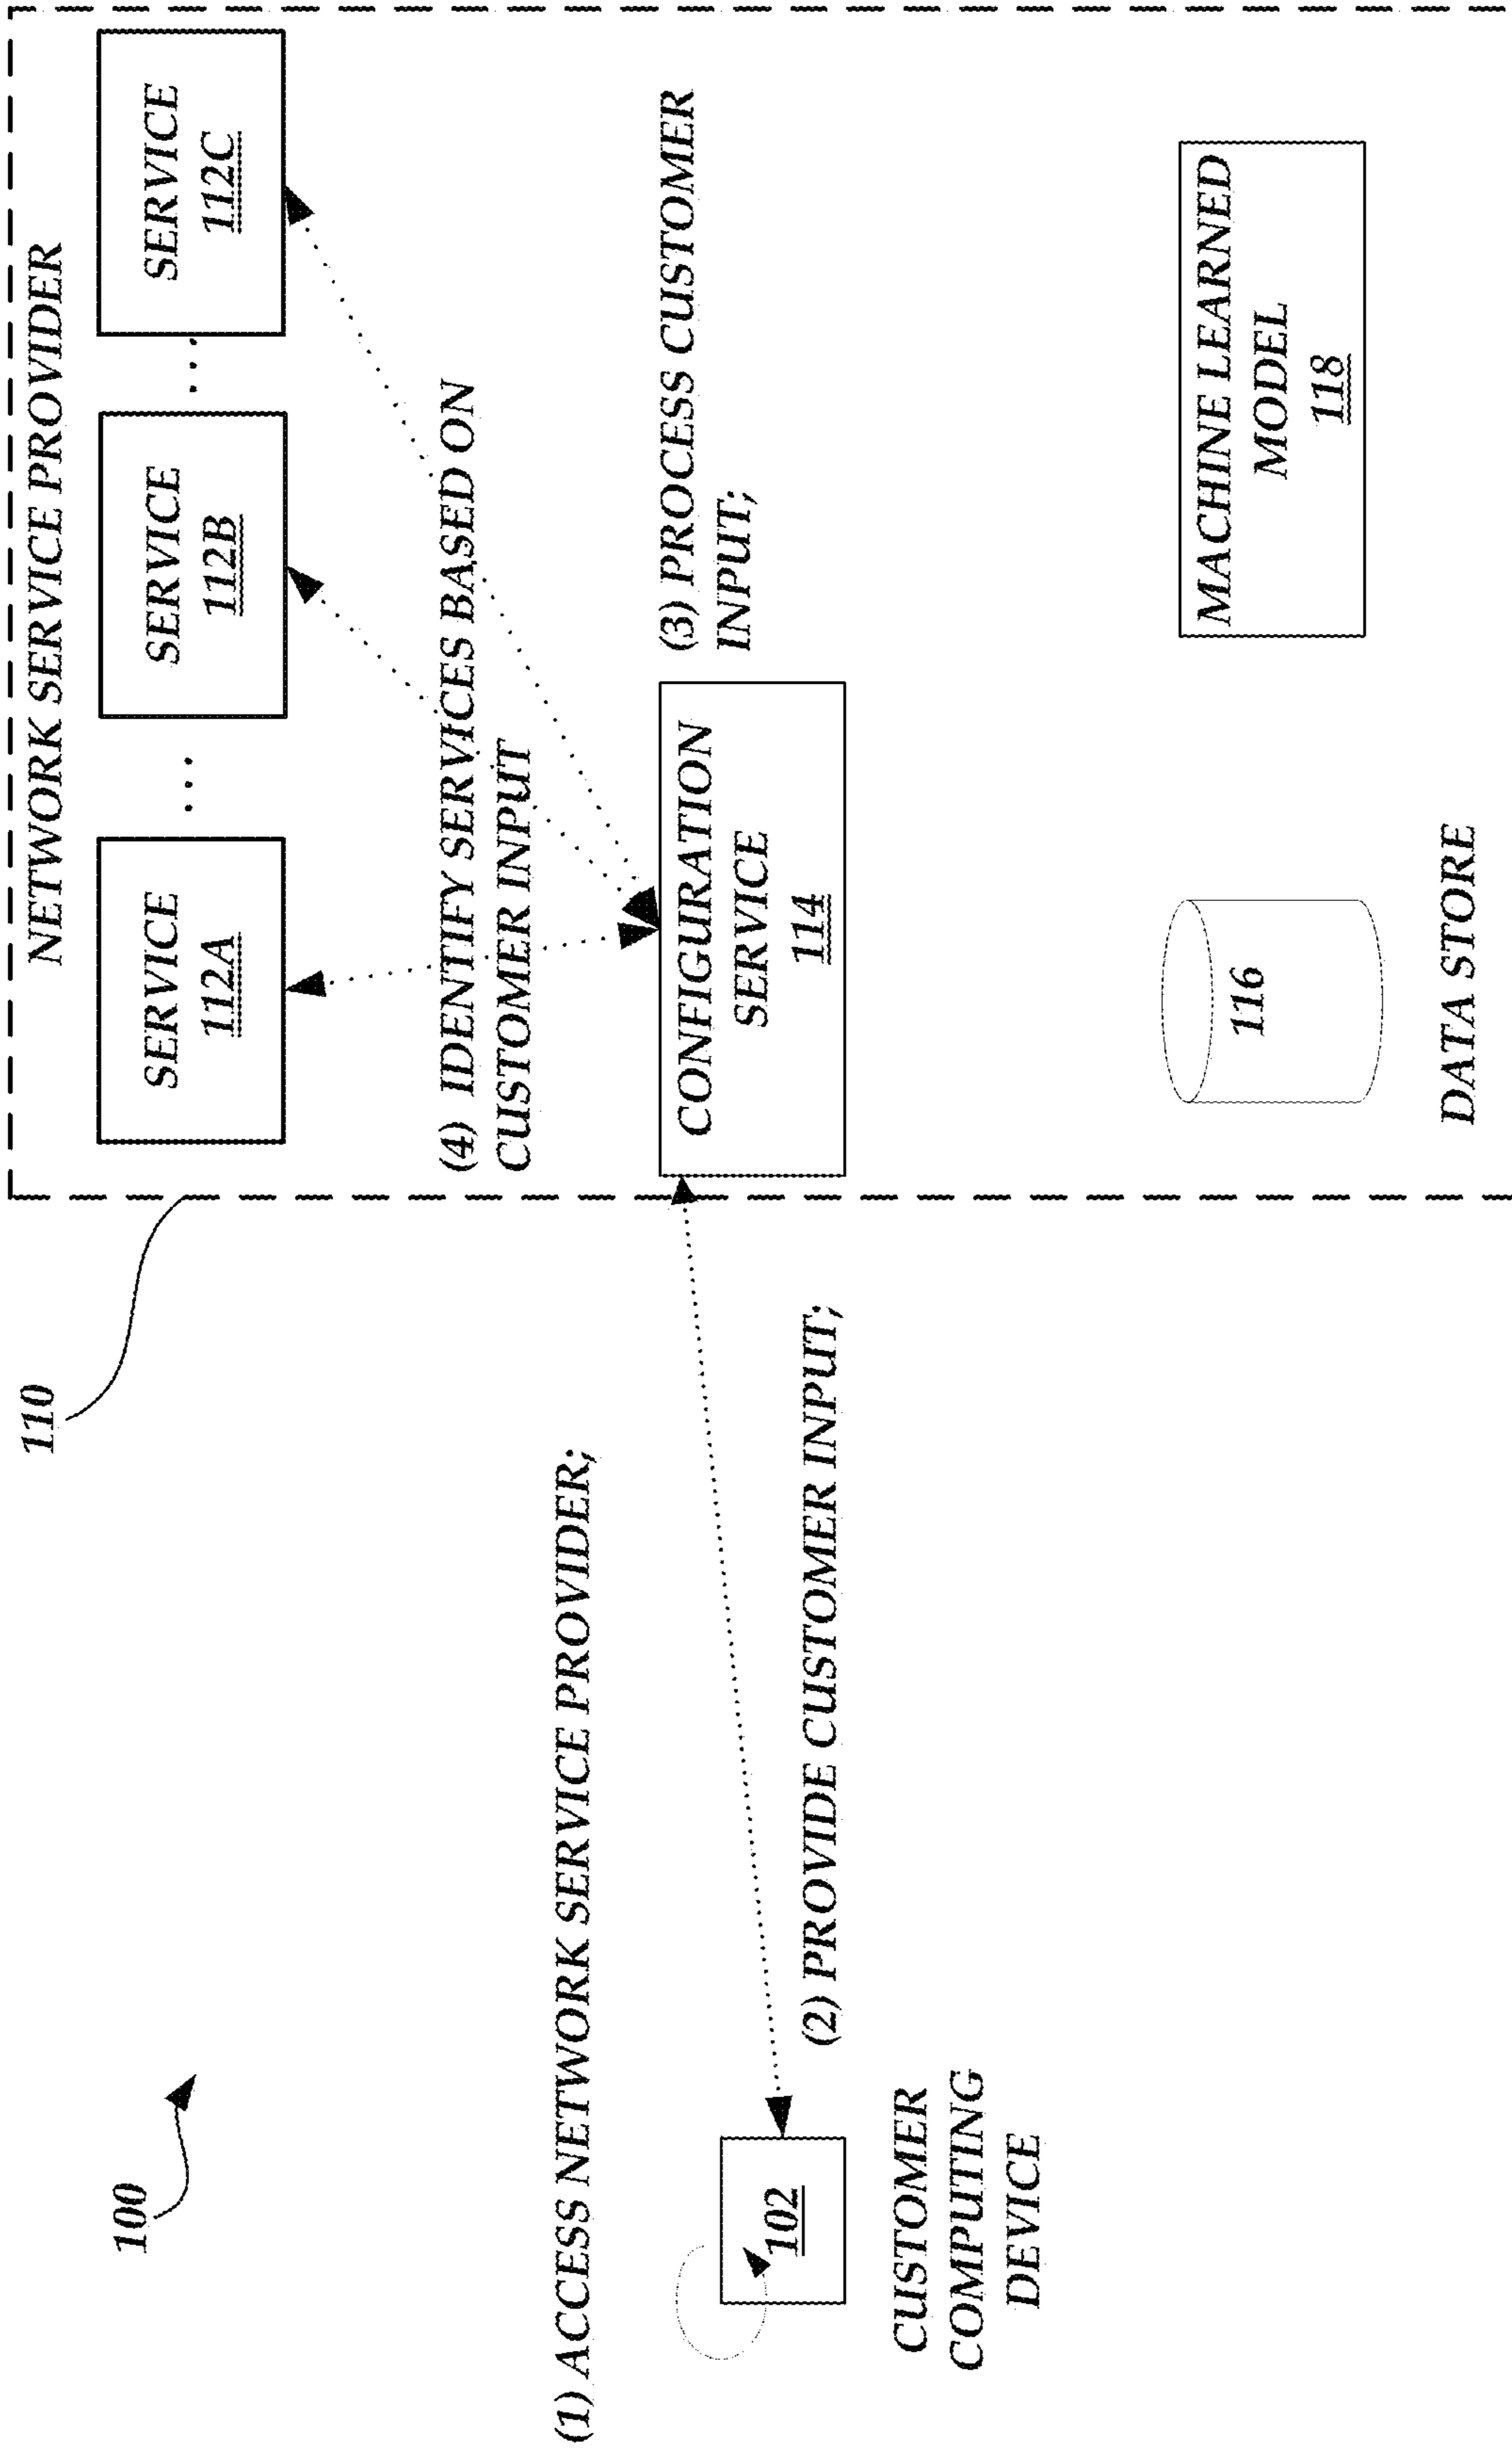 100
110
NETWORK SERVICE PROVIDER
SERVICE
112A
...
SERVICE
112B
...
SERVICE
112C
(4) IDENTIFY SERVICES BASED ON
CUSTOMER INPUT
(1) ACCESS NETWORK SERVICE PROVIDER;
(3) PROCESS CUSTOMER
INPUT;
CONFIGURATION
SERVICE
114
102
(2) PROVIDE CUSTOMER INPUT;
CUSTOMER
COMPUTING
DEVICE
116
DATA STORE
MACHINE LEARNED
MODEL
118